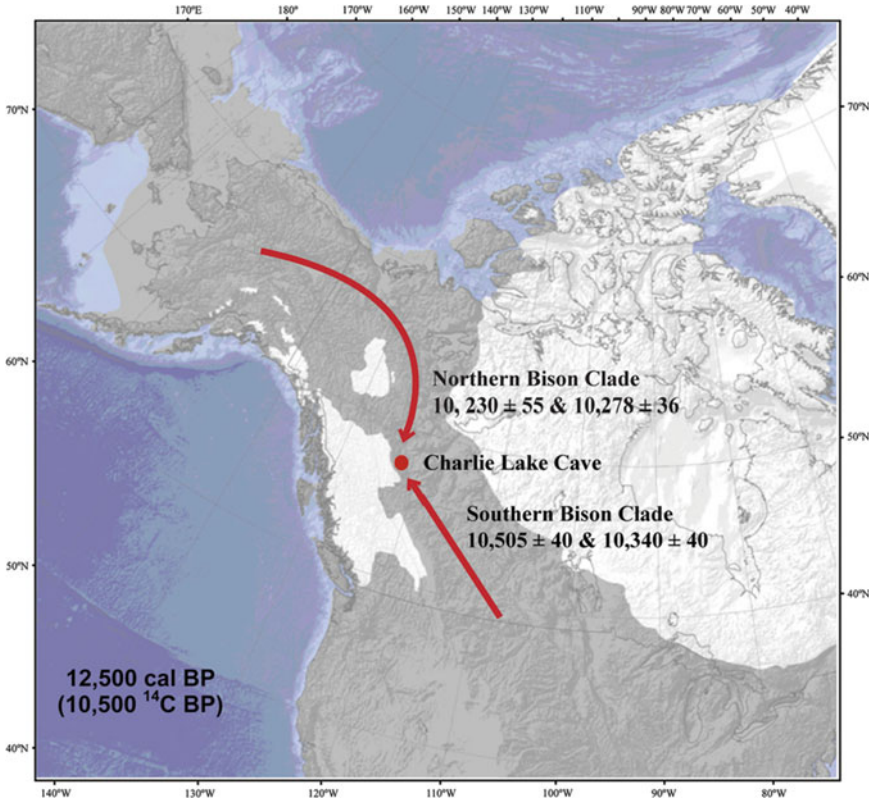 170°E 180° 170°W 160°W 150°W 140°W 130°W 120°W 110°W 100°W 90°W 80°W 70°W 60°W 50°W 40°W
70°N 70°N
60°N
60°N
Northern Bison Clade
10, 230 ± 55 & 10,278 ± 36
50°N
Charlie Lake Cave
Southern Bison Clade
10,505 ± 40 & 10,340 ± 40
50°N
40°N
12,500 cal BP
(10,500 ¹⁴C BP)
40°N
140°W 130°W 120°W 110°W 100°W 90°W 80°W